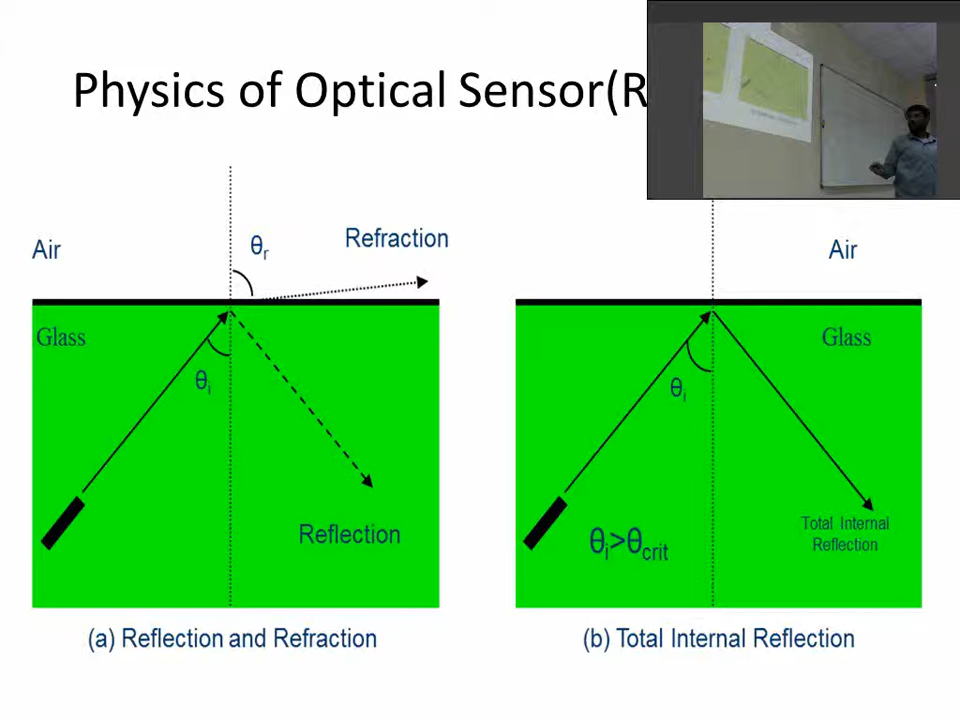 Physics of Optical Sensor(R
Air
θr
Refraction
Glass
θi
Reflection
(a) Reflection and Refraction
Air
Glass
θi
θi>θcrit
Total Internal
Reflection
(b) Total Internal Reflection